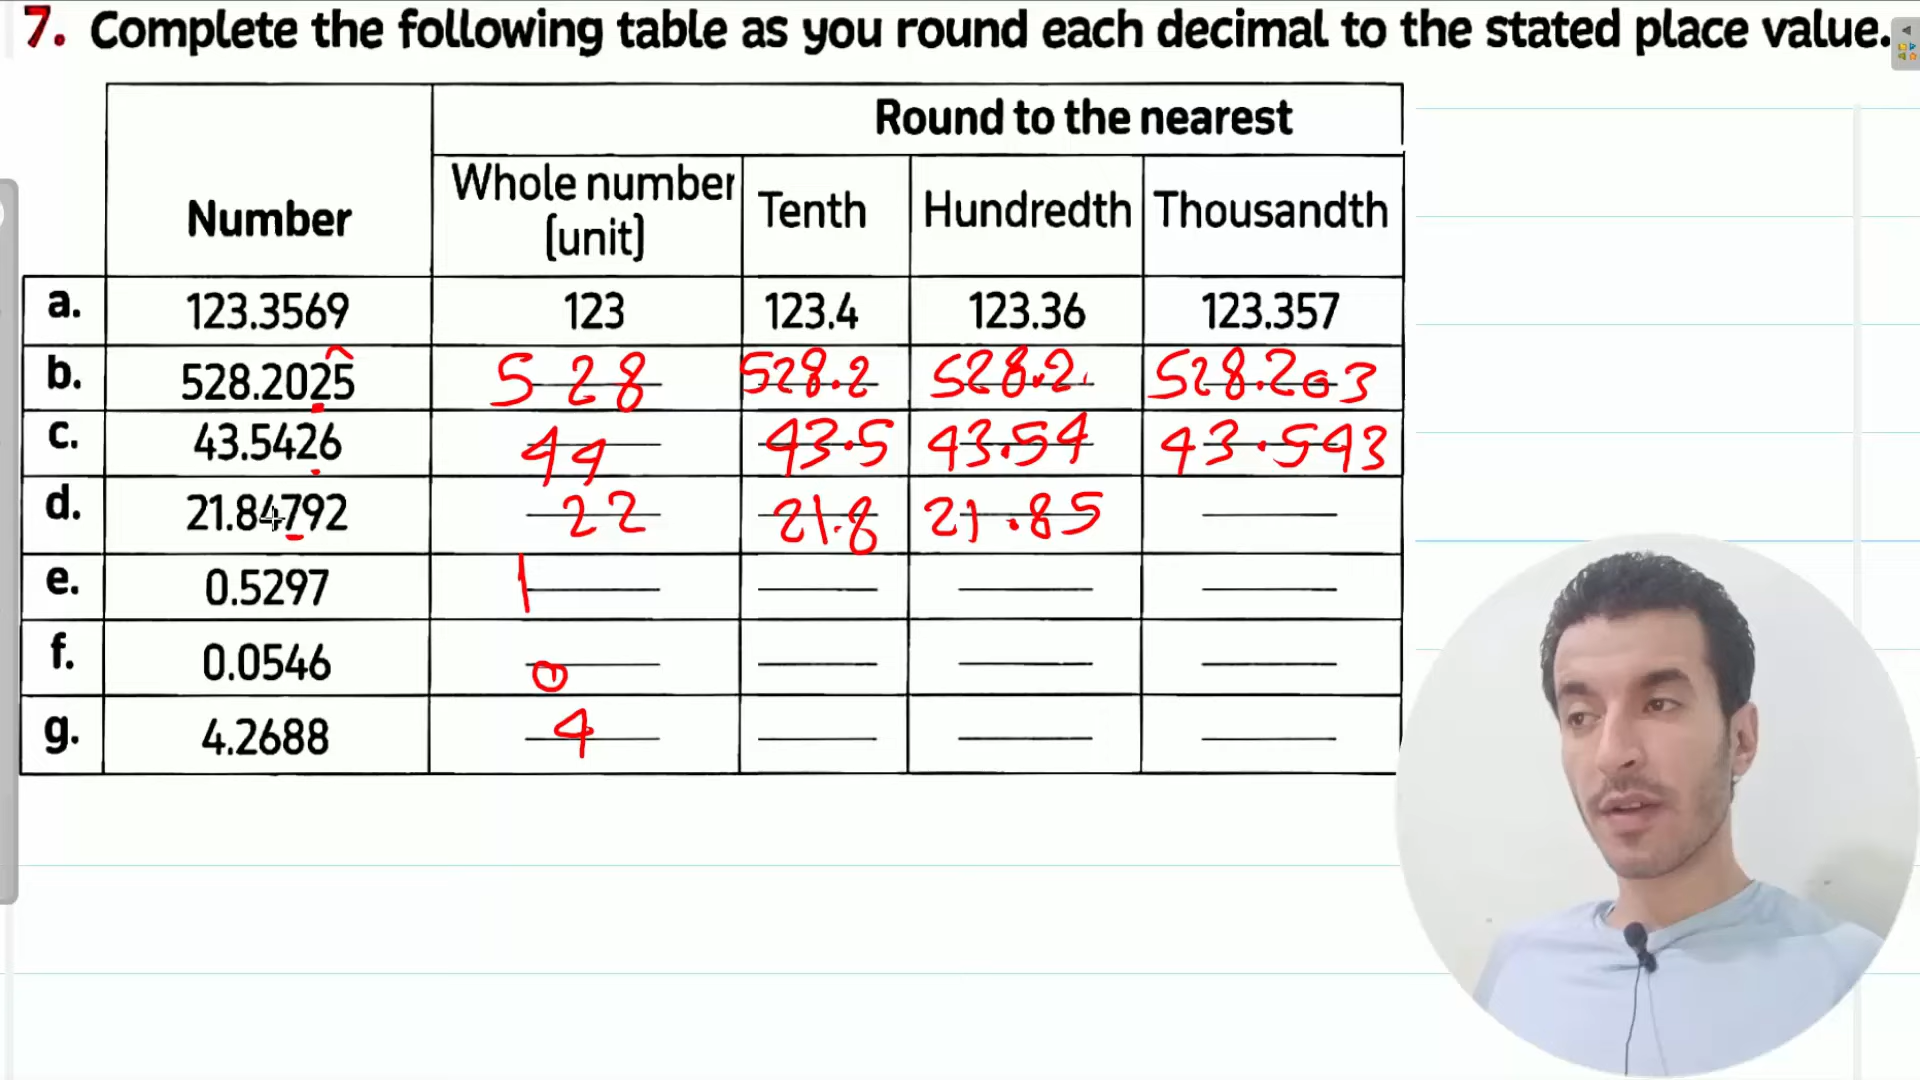 7. Complete the following table as you round each decimal to the stated place value.
Number
Round to the nearest
Whole number (unit) Tenth Hundredth Thousandth
a. 123.3569 123 123.4 123.36 123.357
b. 528.2025 528 528.2 528.2 528.203
c. 43.5426 44 43.5 43.54 43.543
d. 21.84792 22 21.8 21.85
e. 0.5297 1
f. 0.0546 0
g. 4.2688 4